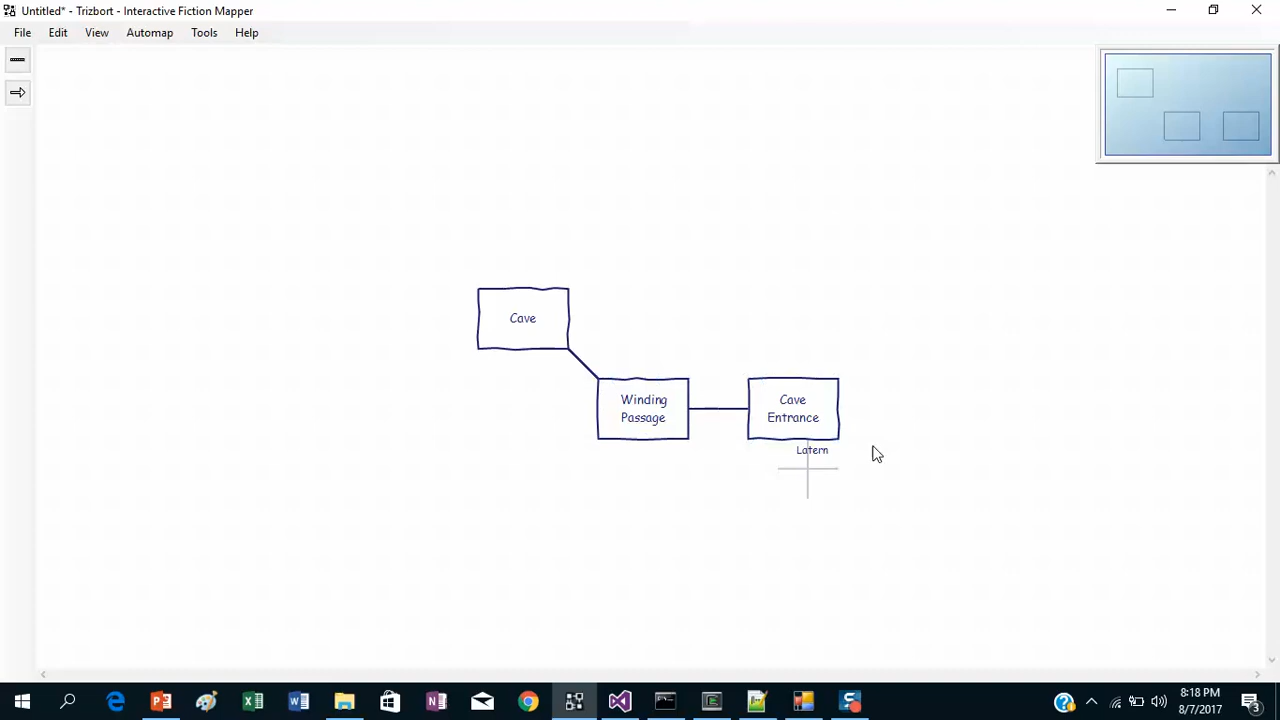 Untitled* - Trizbort - Interactive Fiction Mapper
File Edit View Automap Tools Help
Cave
Winding
Passage
Cave
Entrance
Latern
8:18 PM
8/7/2017
3